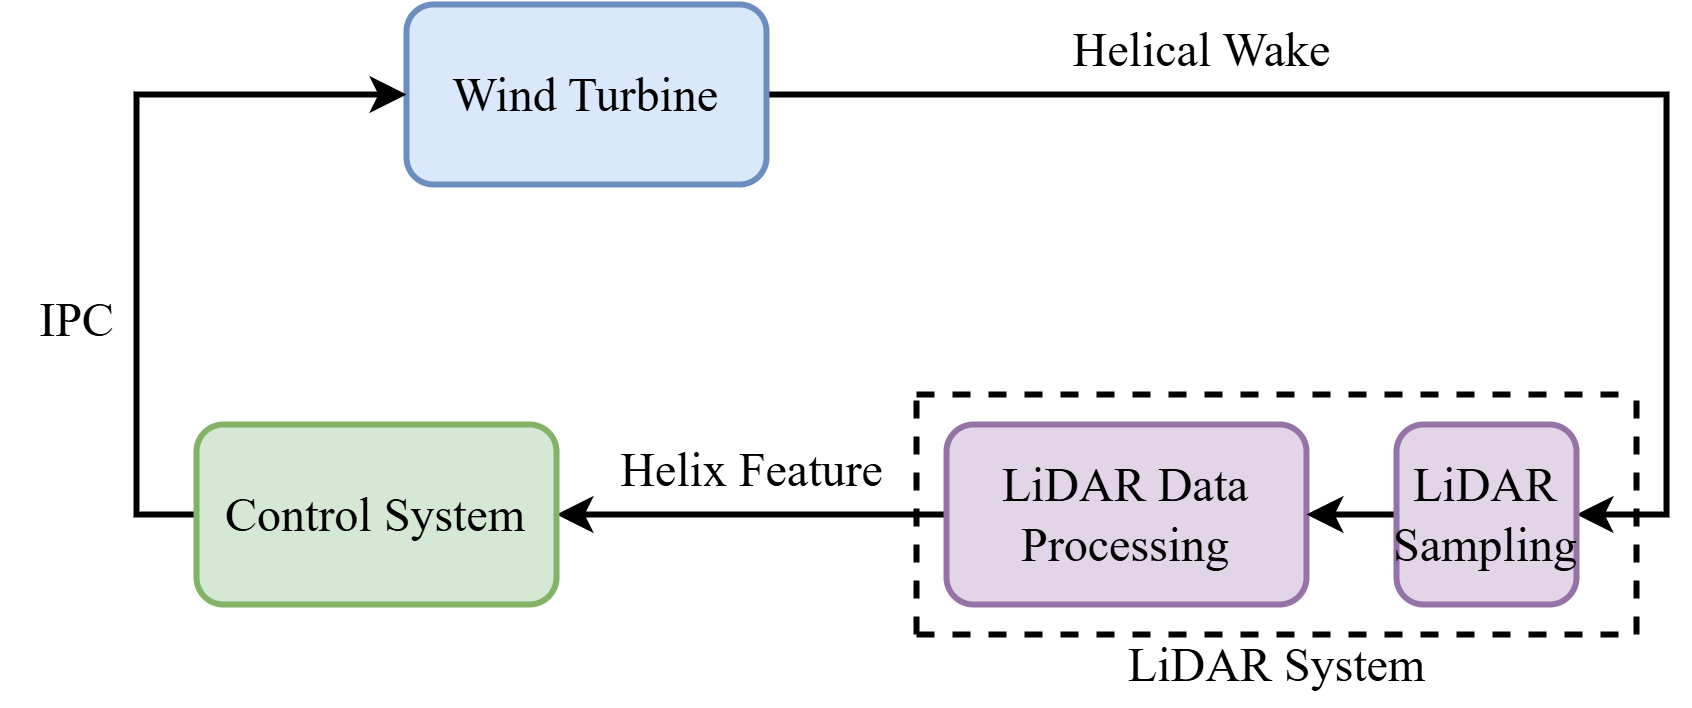 Helical Wake
Wind Turbine
IPC
Helix Feature
Control System
LiDAR Data
Processing
LiDAR
Sampling
LiDAR System